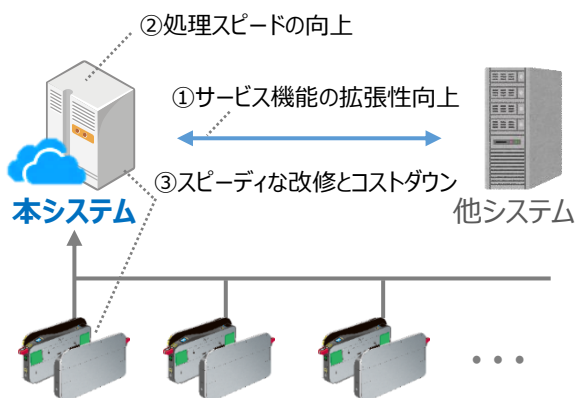 ②処理スピードの向上
①サービス機能の拡張性向上
③スピーディな改修とコストダウン
本システム
他システム